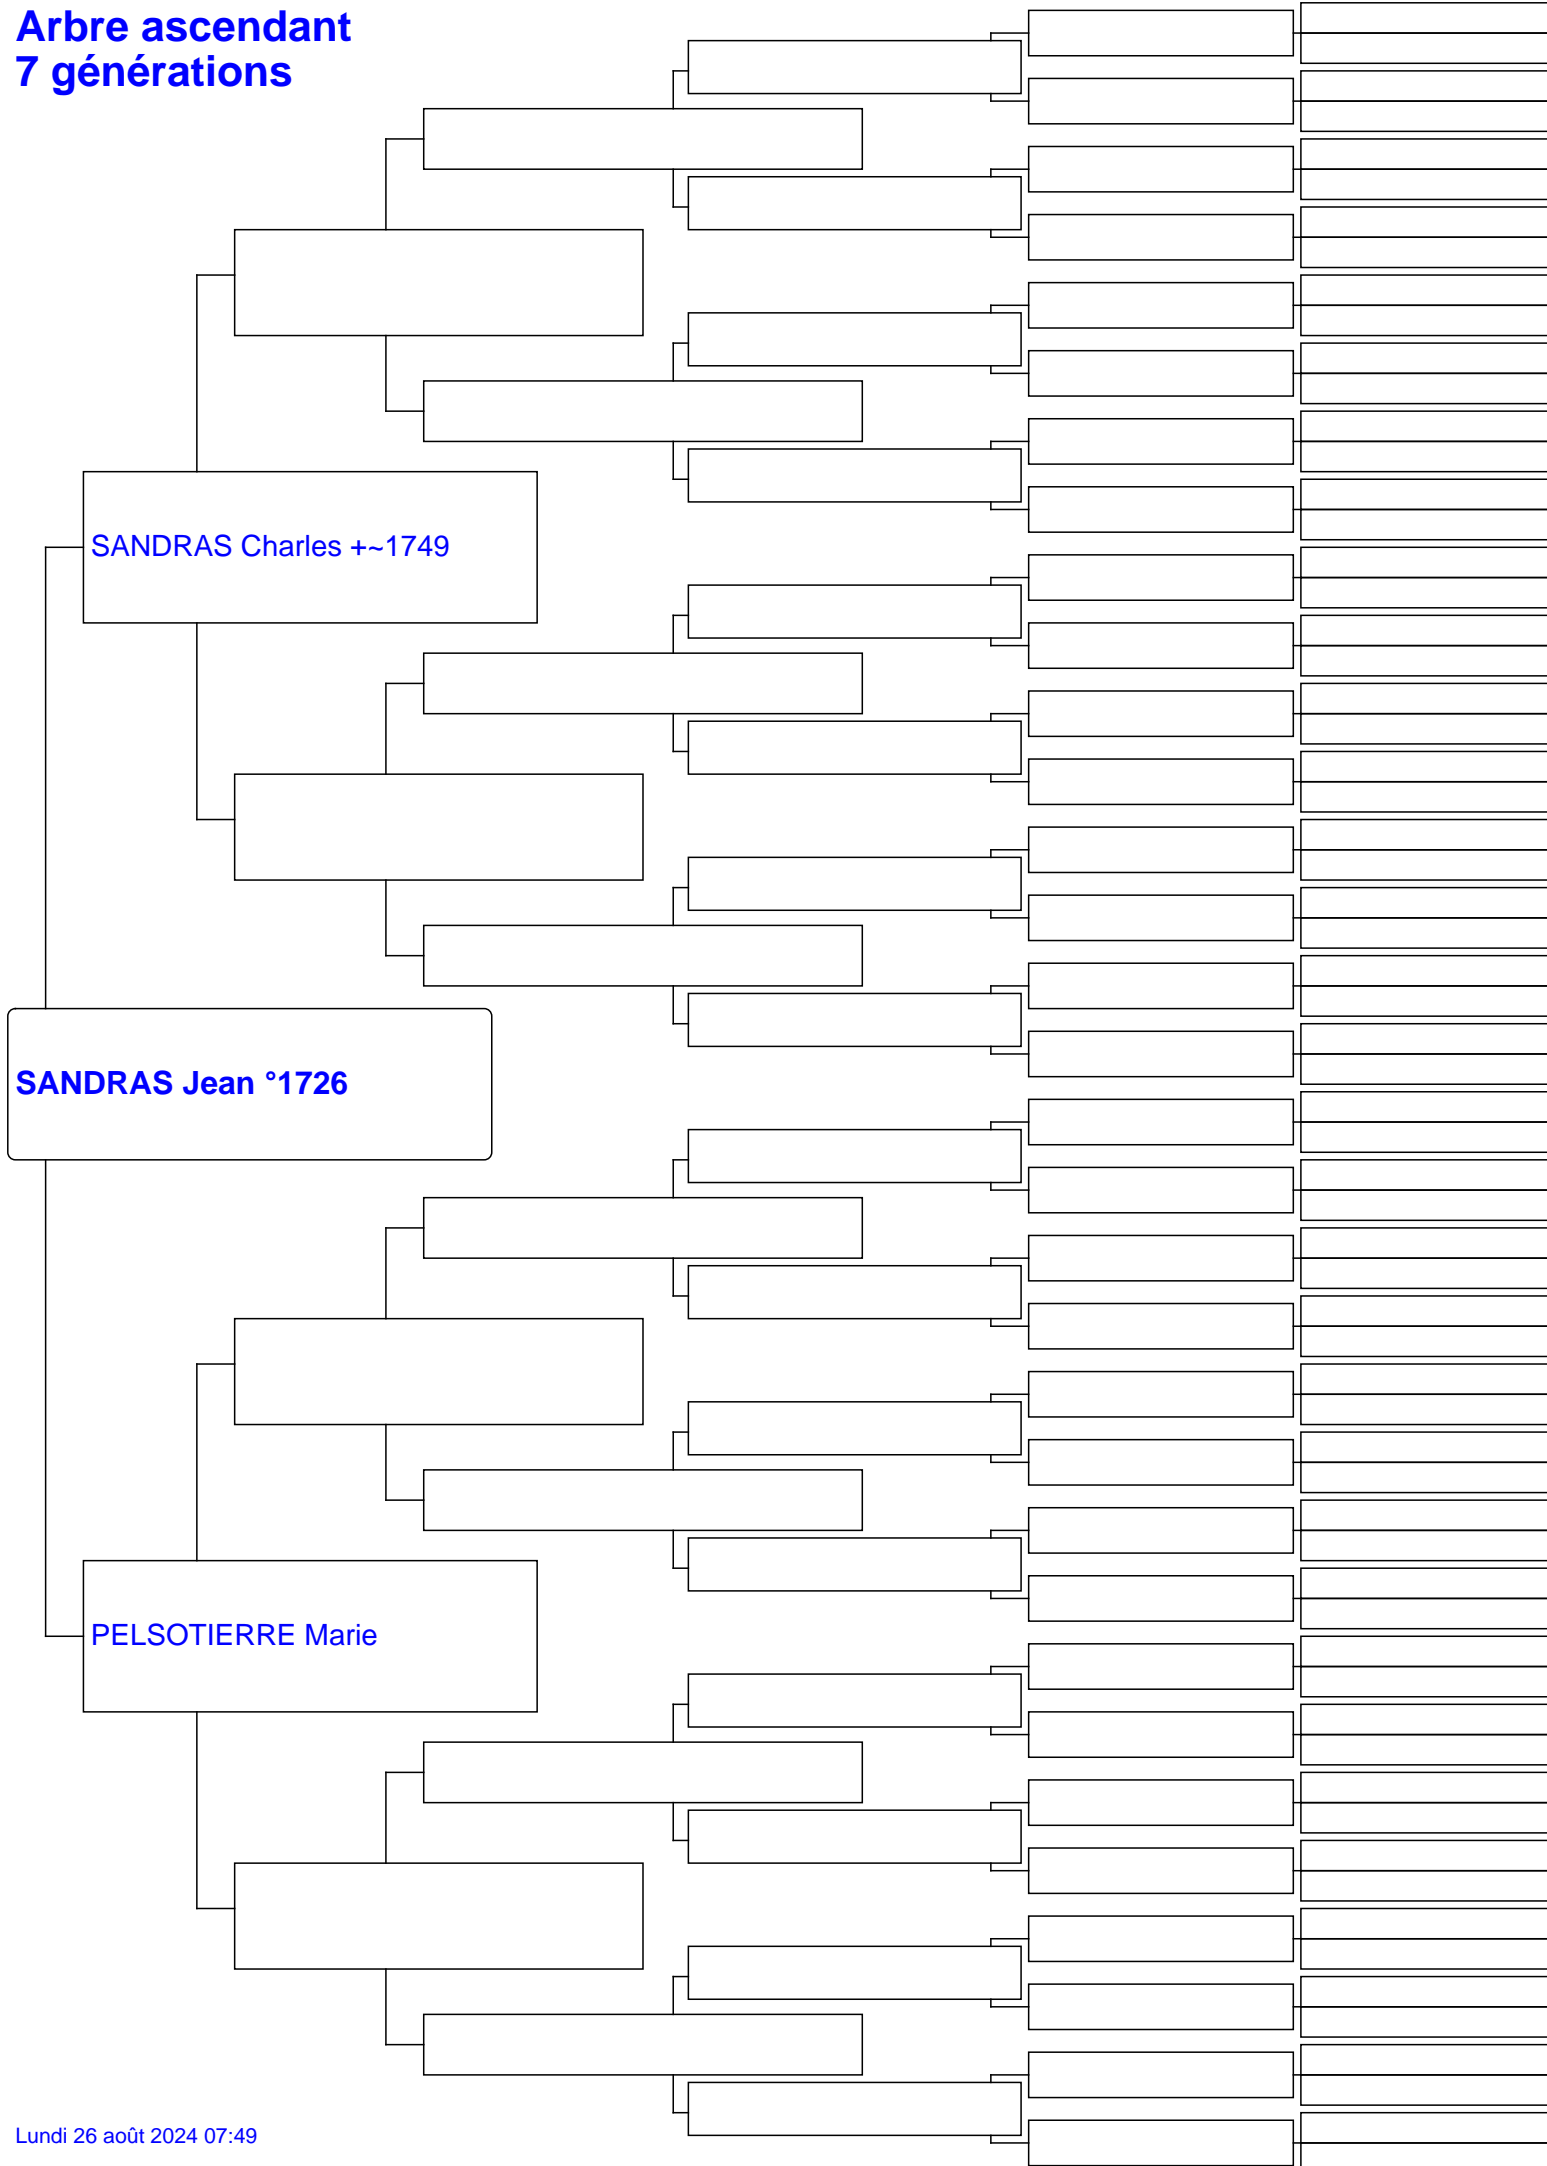 Arbre ascendant
7 générations
SANDRAS Charles +~1749
SANDRAS Jean °1726
PELSOTIERRE Marie
Lundi 26 août 2024 07:49